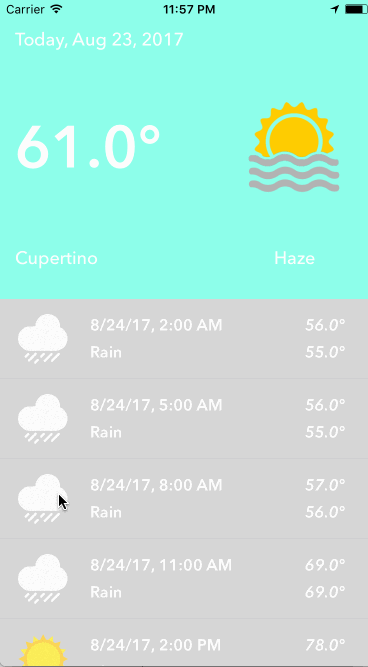 Carrier 11:57 PM
Today, Aug 23, 2017
61.0°
Cupertino Haze
8/24/17, 2:00 AM 56.0°
Rain 55.0°
8/24/17, 5:00 AM 56.0°
Rain 55.0°
8/24/17, 8:00 AM 57.0°
Rain 56.0°
8/24/17, 11:00 AM 69.0°
Rain 69.0°
8/24/17, 2:00 PM 78.0°